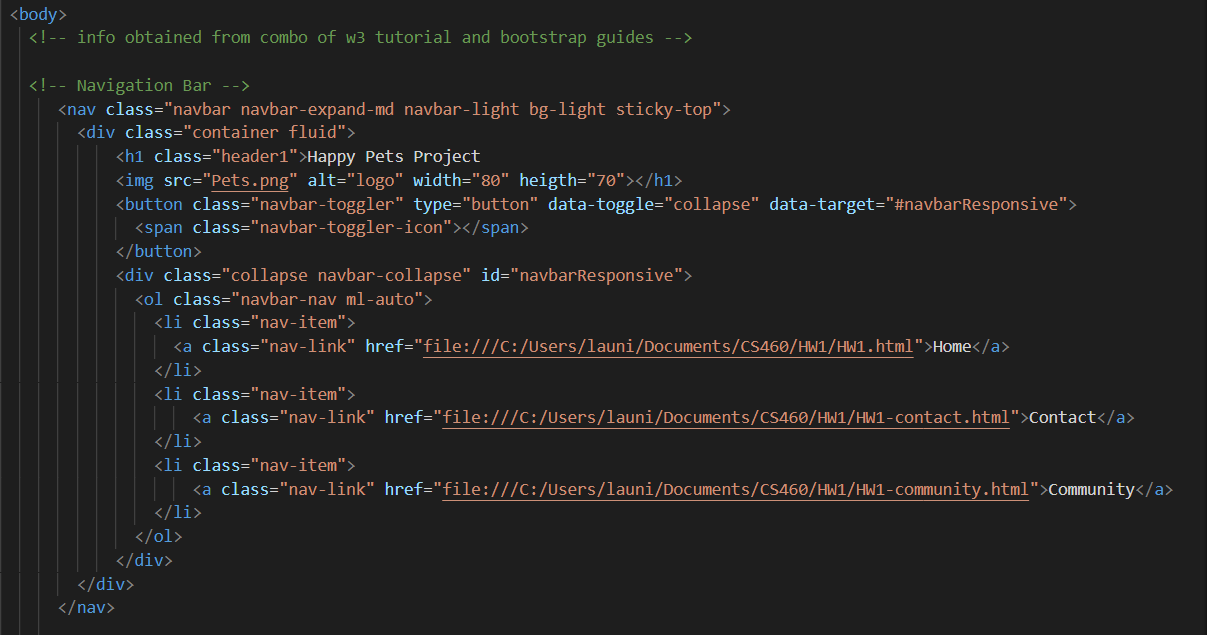 <body>
<!-- info obtained from combo of w3 tutorial and bootstrap guides -->
<!-- Navigation Bar -->
<nav class="navbar navbar-expand-md navbar-light bg-light sticky-top">
<div class="container fluid">
<h1 class="header1">Happy Pets Project
<img src="Pets.png" alt="logo" width="80" heigth="70"></h1>
<button class="navbar-toggler" type="button" data-toggle="collapse" data-target="#navbarResponsive">
<span class="navbar-toggler-icon"></span>
</button>
<div class="collapse navbar-collapse" id="navbarResponsive">
<ol class="navbar-nav ml-auto">
<li class="nav-item">
<a class="nav-link" href="file:///C:/Users/launi/Documents/CS460/HW1/HW1.html">Home</a>
</li>
<li class="nav-item">
<a class="nav-link" href="file:///C:/Users/launi/Documents/CS460/HW1/HW1-contact.html">Contact</a>
</li>
<li class="nav-item">
<a class="nav-link" href="file:///C:/Users/launi/Documents/CS460/HW1/HW1-community.html">Community</a>
</li>
</ol>
</div>
</div>
</nav>